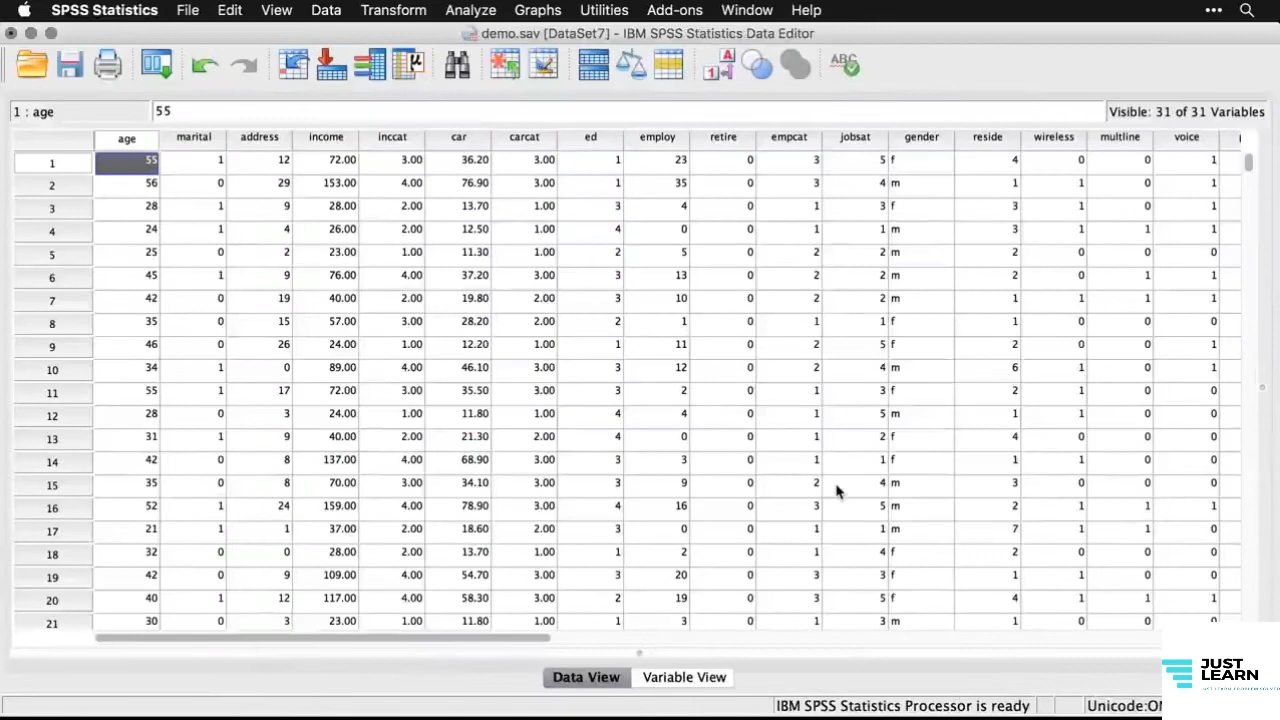 SPSS Statistics File Edit View Data Transform Analyze Graphs Utilities Add-ons Window Help
demo.sav [DataSet7] - IBM SPSS Statistics Data Editor
1 : age 55 Visible: 31 of 31 Variables
age marital address income inccat car carcat ed employ retire empcat jobsat gender reside wireless multline voice
1 55 1 12 72.00 3.00 36.20 3.00 1 23 0 3 5 f 4 0 0 1
2 56 0 29 153.00 4.00 76.90 3.00 1 35 0 3 4 m 1 1 0 1
3 28 1 9 28.00 2.00 13.70 1.00 3 4 0 1 3 f 3 1 0 1
4 24 1 4 26.00 2.00 12.50 1.00 4 0 0 1 1 m 3 1 1 1
5 25 0 2 23.00 1.00 11.30 1.00 2 5 0 2 2 m 2 0 0 0
6 45 1 9 76.00 4.00 37.20 3.00 3 13 0 2 2 m 2 0 1 1
7 42 0 19 40.00 2.00 19.80 2.00 3 10 0 2 2 m 1 1 1 1
8 35 0 15 57.00 3.00 28.20 2.00 2 1 0 1 1 f 1 0 0 0
9 46 0 26 24.00 1.00 12.20 1.00 1 11 0 2 5 f 2 0 0 1
10 34 1 0 89.00 4.00 46.10 3.00 3 12 0 2 4 m 6 1 0 1
11 55 1 17 72.00 3.00 35.50 3.00 3 2 0 1 3 f 2 1 0 0
12 28 0 3 24.00 1.00 11.80 1.00 4 4 0 1 5 m 1 1 0 0
13 31 1 9 40.00 2.00 21.30 2.00 4 0 0 1 2 f 4 0 0 0
14 42 0 8 137.00 4.00 68.90 3.00 3 3 0 1 1 f 1 1 0 0
15 35 0 8 70.00 3.00 34.10 3.00 3 9 0 2 4 m 3 0 0 0
16 52 1 24 159.00 4.00 78.90 3.00 4 16 0 3 5 m 2 1 1 1
17 21 1 1 37.00 2.00 18.60 2.00 3 0 0 1 1 m 7 1 1 0
18 32 0 0 28.00 2.00 13.70 1.00 1 2 0 1 4 f 2 0 0 0
19 42 0 9 109.00 4.00 54.70 3.00 3 20 0 3 3 f 1 1 0 0
20 40 1 12 117.00 4.00 58.30 3.00 2 19 0 3 5 f 4 1 1 1
21 30 0 3 23.00 1.00 11.80 1.00 1 3 0 1 3 m 1 0 0 0
Data View Variable View
JUST
LEARN
IBM SPSS Statistics Processor is ready Unicode: